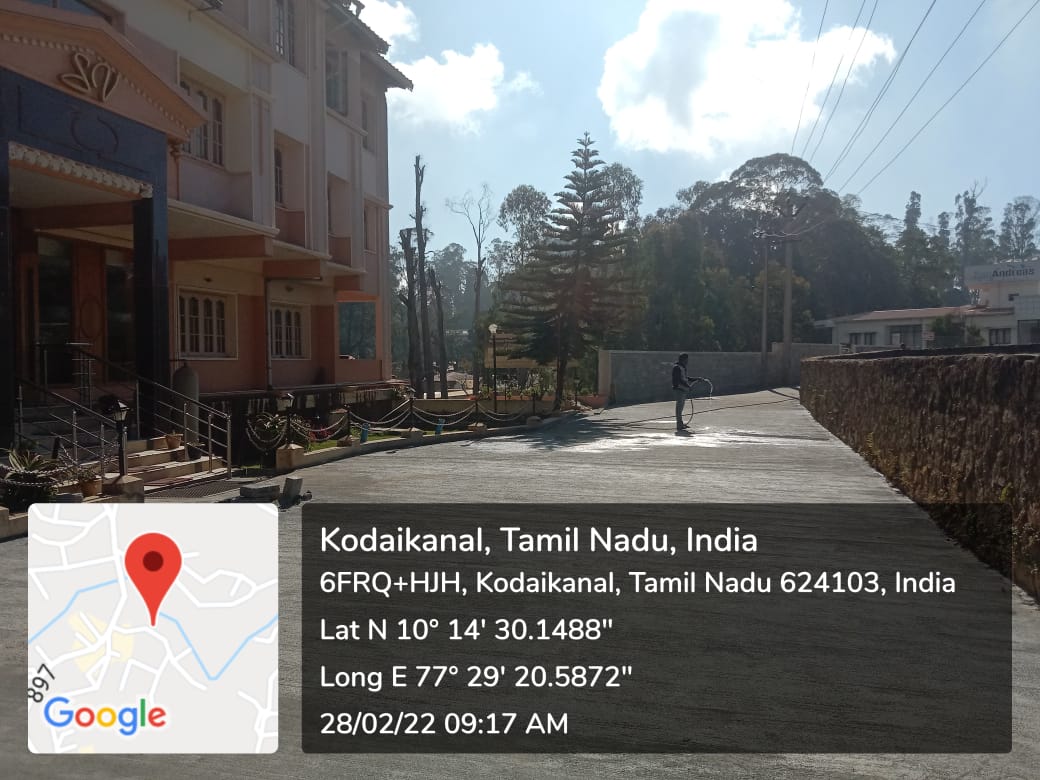 Andreas
Kodaikanal, Tamil Nadu, India
6FRQ+HJH, Kodaikanal, Tamil Nadu 624103, India
Lat N 10° 14' 30.1488"
Long E 77° 29' 20.5872"
28/02/22 09:17 AM
897
Google